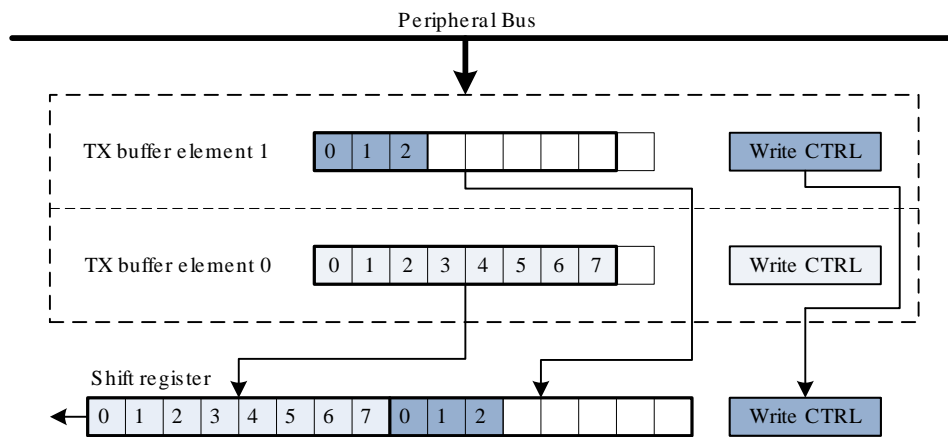 Peripheral Bus
TX buffer element 1
0 1 2
Write CTRL
TX buffer element 0
0 1 2 3 4 5 6 7
Write CTRL
Shift register
0 1 2 3 4 5 6 7 0 1 2
Write CTRL